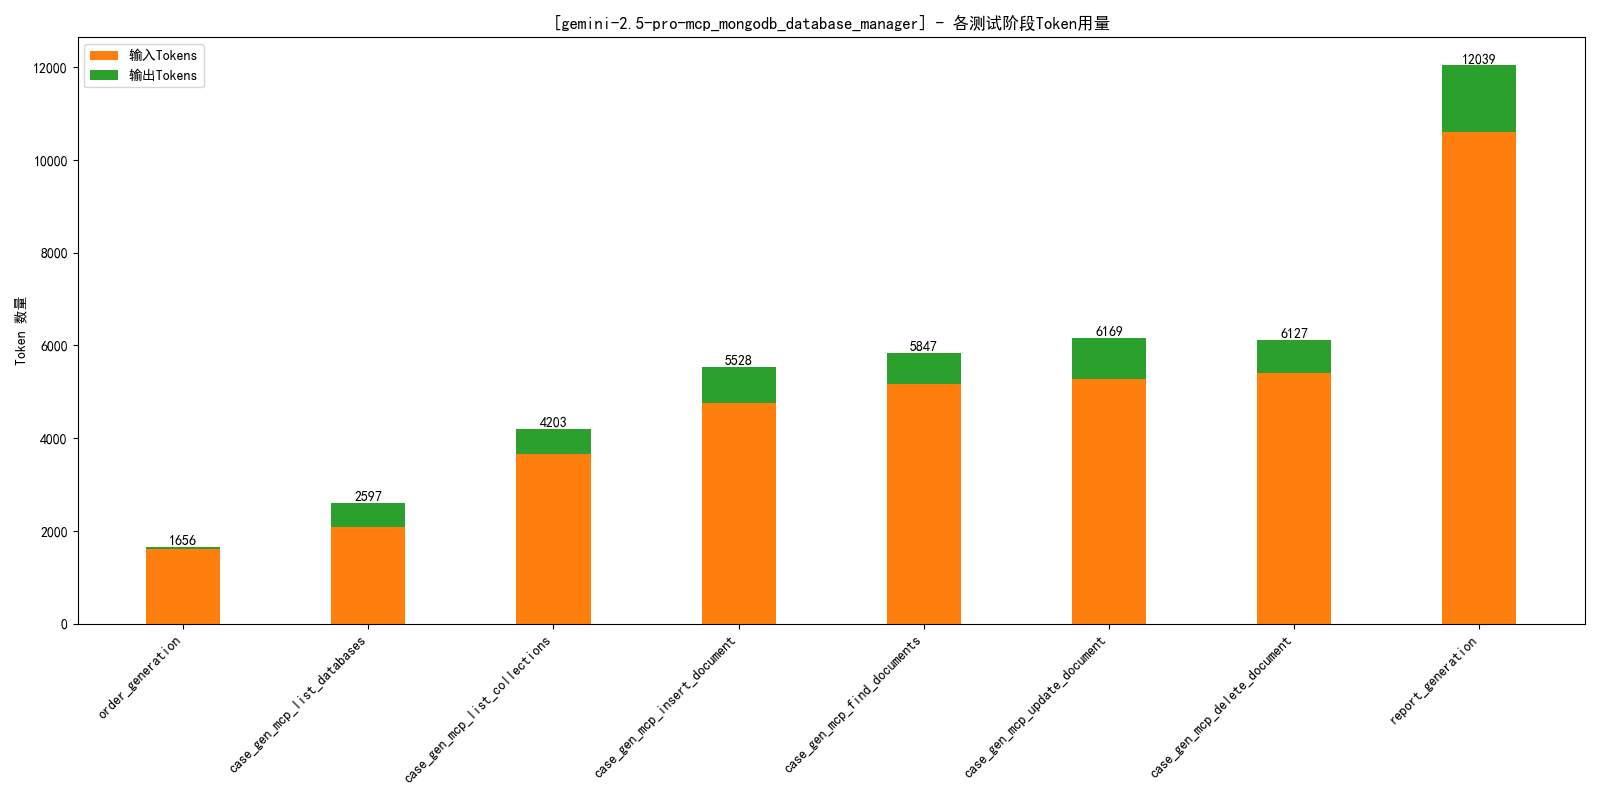 [gemini-2.5-pro-mcp_mongodb_database_manager] - 各测试阶段Token用量
输入Tokens
输出Tokens
Token 数量
12000
10000
8000
6000
4000
2000
0
1656
2597
4203
5528
5847
6169
6127
12039
order_generation
case_gen_mcp_list_databases
case_gen_mcp_list_collections
case_gen_mcp_insert_document
case_gen_mcp_find_documents
case_gen_mcp_update_document
case_gen_mcp_delete_document
report_generation